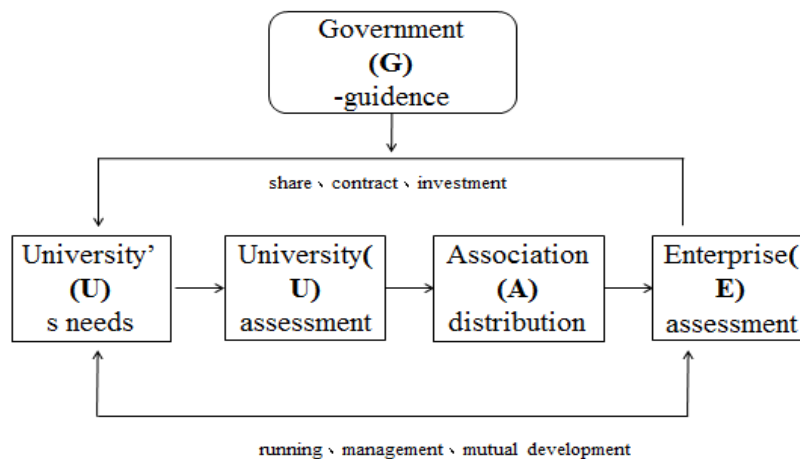 Government
(G)
-guidence
share、contract、investment
University’
(U)
s needs
University(
U)
assessment
Association
(A)
distribution
Enterprise(
E)
assessment
running、management、mutual development